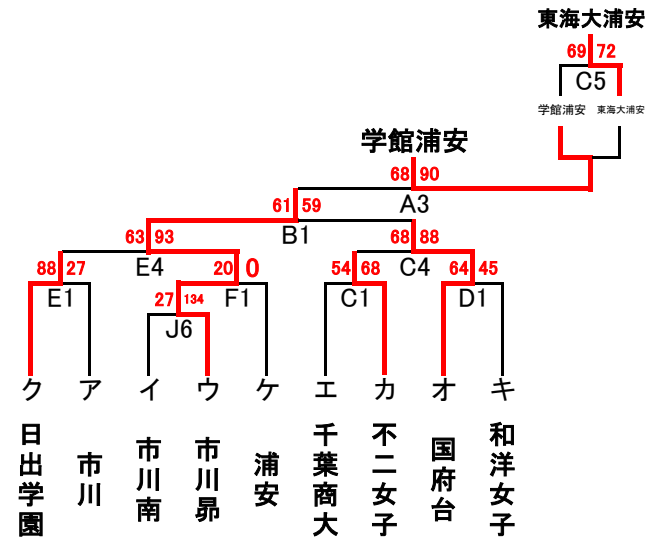 東海大浦安
69 72
C5
学館浦安 東海大浦安
学館浦安
68 90
A3
61 59
B1
63 93 68 88
E4 C4
88 27 20 0 54 68 64 45
E1 F1 C1 D1
27 134
J6
ク ア イ ウ ケ エ カ オ キ
日出学園
市川
市川南
市川昴
浦安
千葉商大
不二女子
国府台
和洋女子